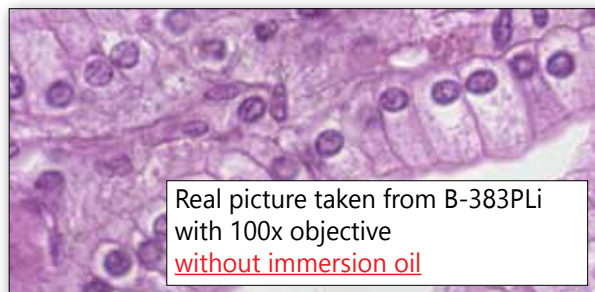 Real picture taken from B-383PLi
with 100x objective
without immersion oil